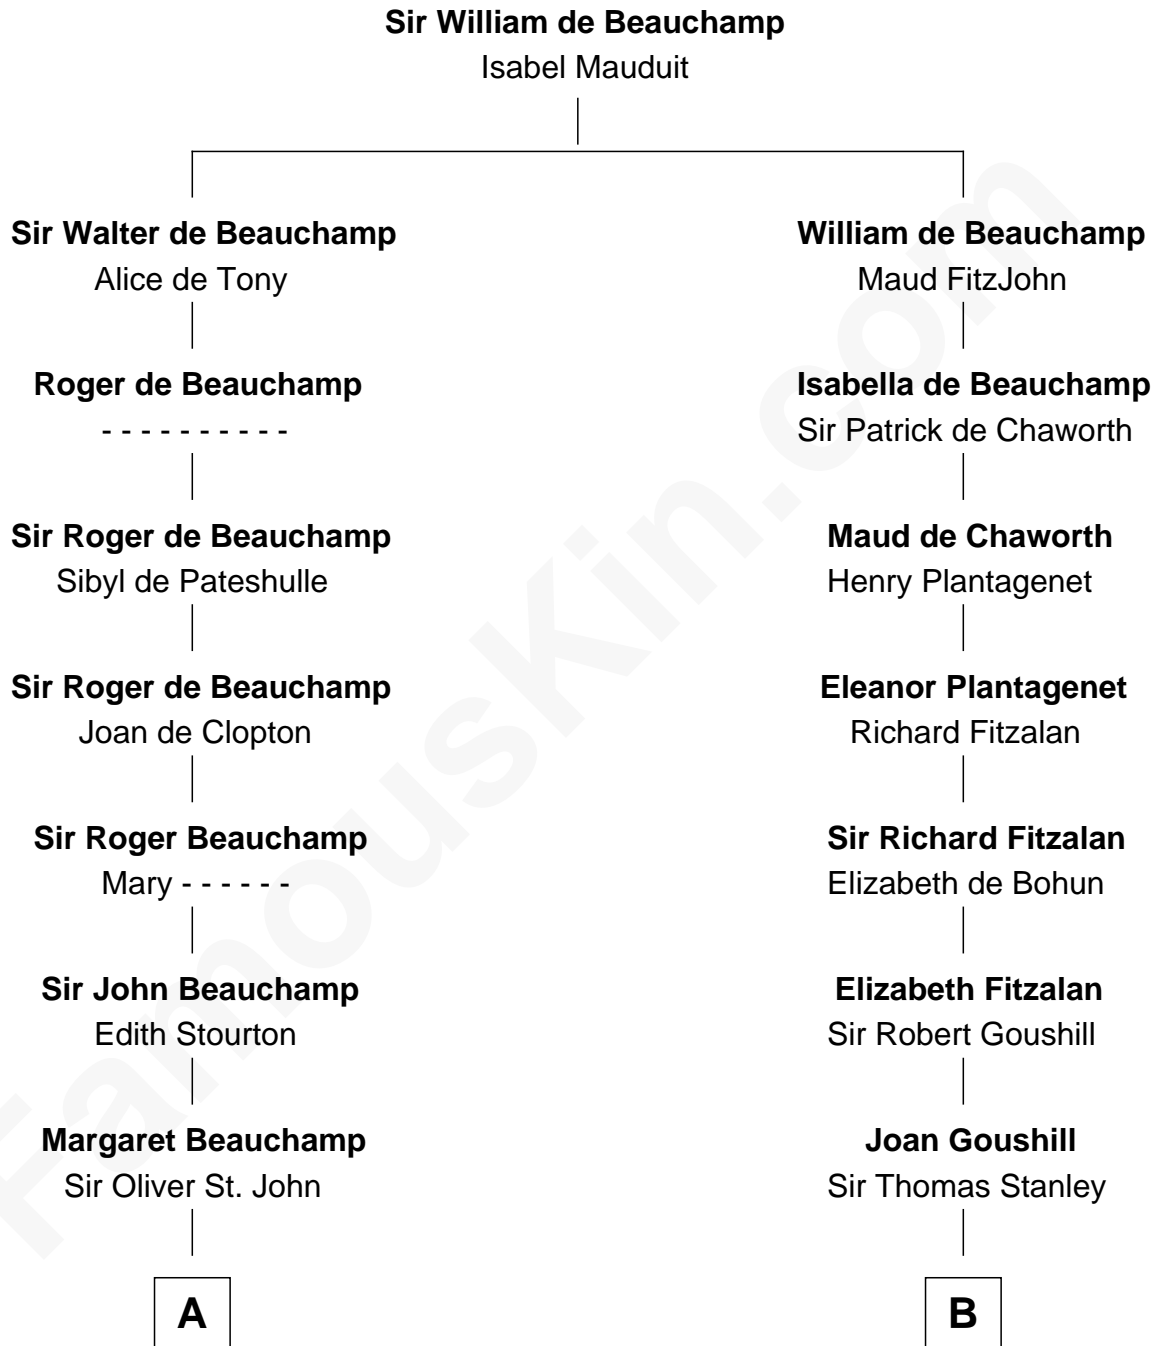 Sir William de Beauchamp
Isabel Mauduit
Sir Walter de Beauchamp
Alice de Tony
Roger de Beauchamp
- - - - - - - - - -
Sir Roger de Beauchamp
Sibyl de Pateshulle
Sir Roger de Beauchamp
Joan de Clopton
Sir Roger Beauchamp
Mary - - - - - -
Sir John Beauchamp
Edith Stourton
Margaret Beauchamp
Sir Oliver St. John
A
William de Beauchamp
Maud FitzJohn
Isabella de Beauchamp
Sir Patrick de Chaworth
Maud de Chaworth
Henry Plantagenet
Eleanor Plantagenet
Richard Fitzalan
Sir Richard Fitzalan
Elizabeth de Bohun
Elizabeth Fitzalan
Sir Robert Goushill
Joan Goushill
Sir Thomas Stanley
B
FamousKin.com